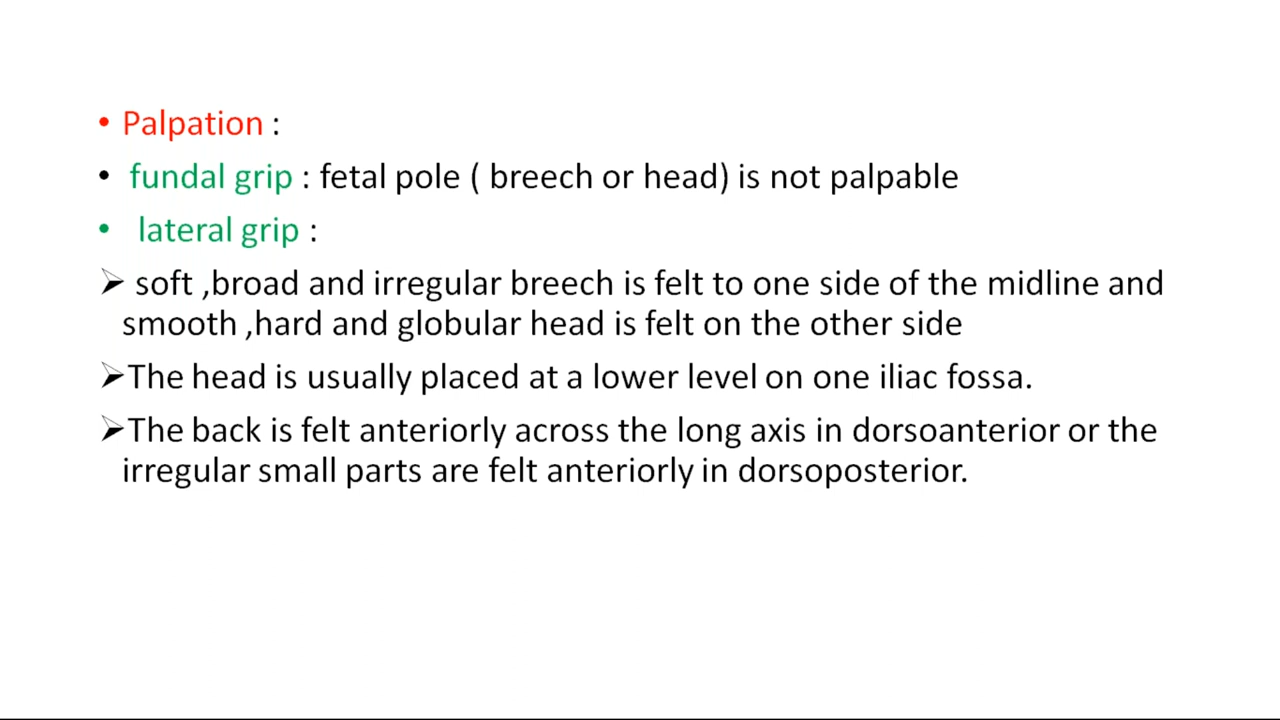 • Palpation :
• fundal grip : fetal pole ( breech or head) is not palpable
• lateral grip :
➢ soft ,broad and irregular breech is felt to one side of the midline and
smooth ,hard and globular head is felt on the other side
➢The head is usually placed at a lower level on one iliac fossa.
➢The back is felt anteriorly across the long axis in dorsoanterior or the
irregular small parts are felt anteriorly in dorsoposterior.